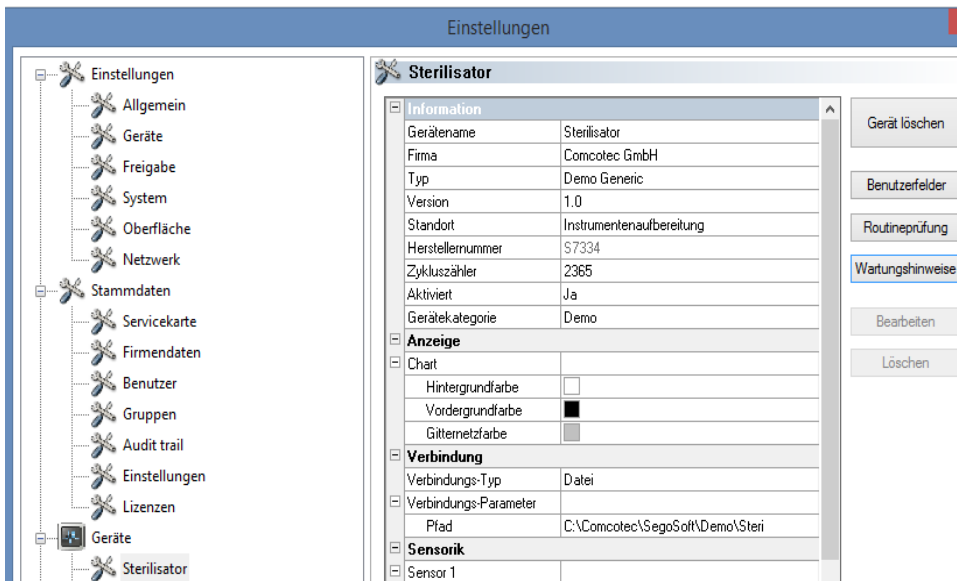 Einstellungen
Einstellungen
Allgemein
Geräte
Freigabe
System
Oberfläche
Netzwerk
Stammdaten
Servicekarte
Firmendaten
Benutzer
Gruppen
Audit trail
Einstellungen
Lizenzen
Geräte
Sterilisator
Sterilisator
Information
Gerätename Sterilisator
Firma Comcotec GmbH
Typ Demo Generic
Version 1.0
Standort Instrumentenaufbereitung
Herstellernummer S7334
Zykluszähler 2365
Aktiviert Ja
Gerätekategorie Demo
Anzeige
Chart
Hintergrundfarbe
Vordergrundfarbe
Gitternetzfarbe
Verbindung
Verbindungs-Typ Datei
Verbindungs-Parameter
Pfad C:\Comcotec\SegoSoft\Demo\Steri
Sensorik
Sensor 1
Gerät löschen
Benutzerfelder
Routineprüfung
Wartungshinweise
Bearbeiten
Löschen